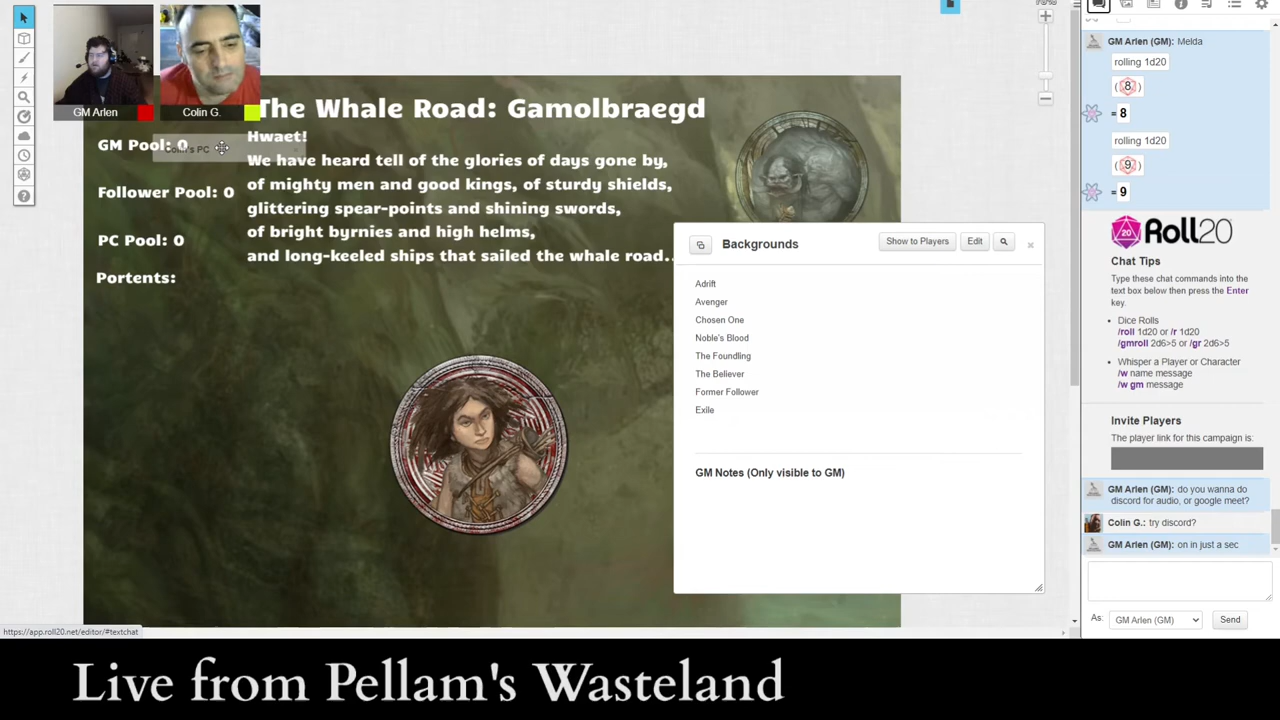 GM Arlen
Colin G.
The Whale Road: Gamolbraegd
Hwaet!
We have heard tell of the glories of days gone by,
of mighty men and good kings, of sturdy shields,
glittering spear-points and shining swords,
of bright byrnies and high helms,
and long-keeled ships that sailed the whale road..
GM Pool: 0
Colin's PC
Follower Pool: 0
PC Pool: 0
Portents:
Backgrounds
Show to Players
Edit
Adrift
Avenger
Chosen One
Noble's Blood
The Foundling
The Believer
Former Follower
Exile
GM Notes (Only visible to GM)
GM Arlen (GM): Melda
rolling 1d20
(8)
=8
rolling 1d20
(9)
=9
20 Roll20
Chat Tips
Type these chat commands into the
text box below then press the Enter
key.
• Dice Rolls
/roll 1d20 or /r 1d20
/gmroll 2d6>5 or /gr 2d6>5
• Whisper a Player or Character
/w name message
/w gm message
Invite Players
The player link for this campaign is:
GM Arlen (GM): do you wanna do
discord for audio, or google meet?
Colin G.: try discord?
GM Arlen (GM): on in just a sec
As: GM Arlen (GM) Send
https://app.roll20.net/editor/#textchat
Live from Pellam's Wasteland